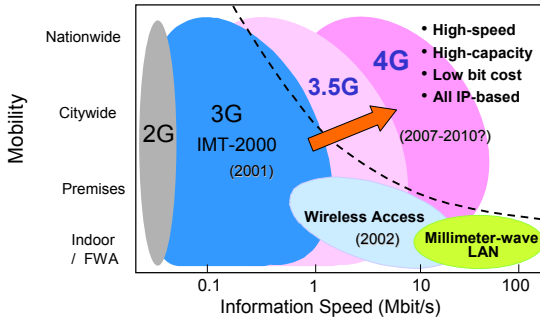 Mobility
Nationwide
Citywide
Premises
Indoor
/ FWA
2G
3G
IMT-2000
(2001)
3.5G
4G
• High-speed
• High-capacity
• Low bit cost
• All IP-based
(2007-2010?)
Wireless Access
(2002)
Millimeter-wave
LAN
0.1
1
10
100
Information Speed (Mbit/s)